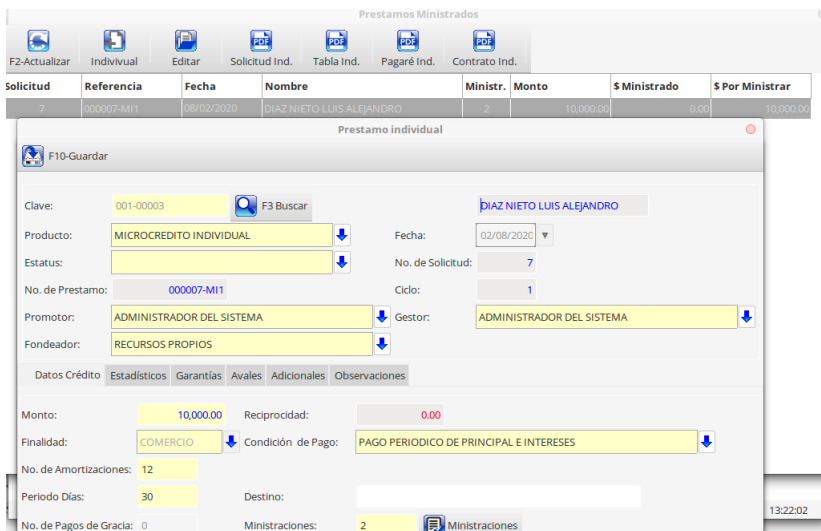 Prestamos Ministrados
F2-Actualizar Indivivual Editar Solicitud Ind. Tabla Ind. Pagaré Ind. Contrato Ind.
PDF PDF PDF PDF
Solicitud Referencia Fecha Nombre Ministr. Monto $ Ministrado $ Por Ministrar
7 000007-MI1 08/02/2020 DIAZ NIETO LUIS ALEJANDRO 2 10,000.00 0.00 10,000.00
Prestamo individual
F10-Guardar
Clave: 001-00003 F3 Buscar DIAZ NIETO LUIS ALEJANDRO
Producto: MICROCREDITO INDIVIDUAL Fecha: 02/08/2020
Estatus: No. de Solicitud: 7
No. de Prestamo: 000007-MI1 Ciclo: 1
Promotor: ADMINISTRADOR DEL SISTEMA Gestor: ADMINISTRADOR DEL SISTEMA
Fondeador: RECURSOS PROPIOS
Datos Crédito Estadísticos Garantías Avales Adicionales Observaciones
Monto: 10,000.00 Reciprocidad: 0.00
Finalidad: COMERCIO Condición de Pago: PAGO PERIODICO DE PRINCIPAL E INTERESES
No. de Amortizaciones: 12
Periodo Días: 30 Destino:
13:22:02
No. de Pagos de Gracia: 0 Ministraciones: 2 Ministraciones